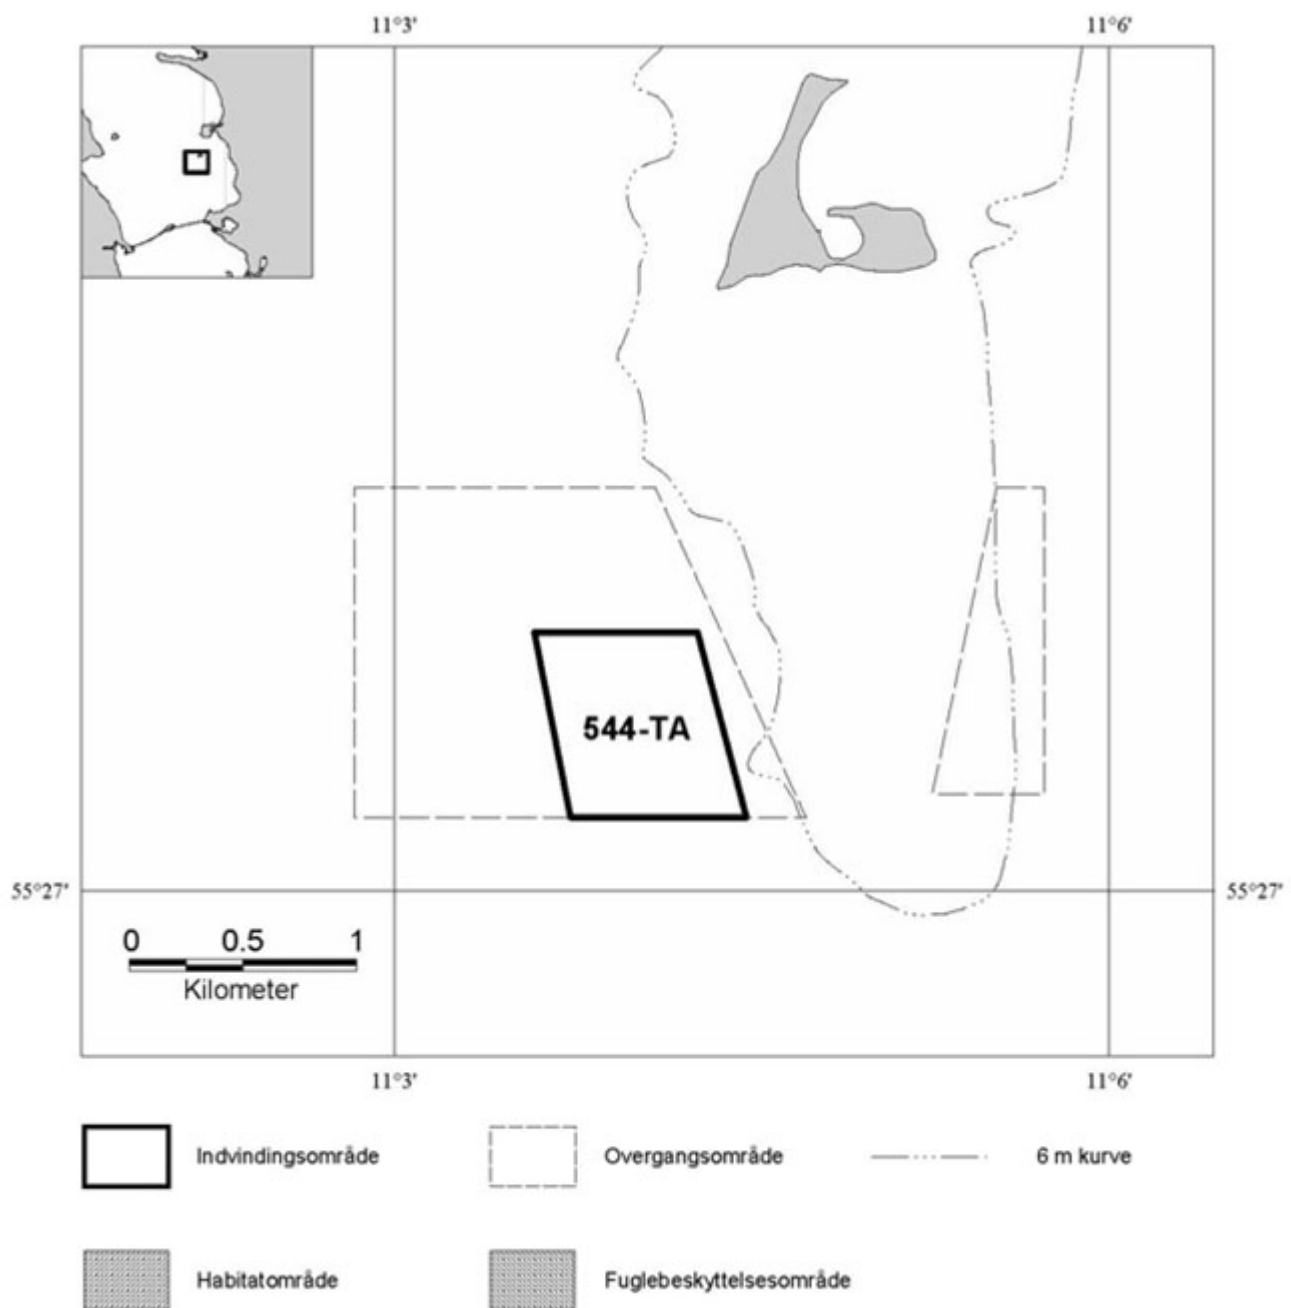 11°3' 11°6'
544-TA
55°27' 55°27'
0 0.5 1
Kilometer
11°3' 11°6'
Indvindingsområde Overgangsområde 6 m kurve
Habitatområde Fuglebeskyttelsesområde